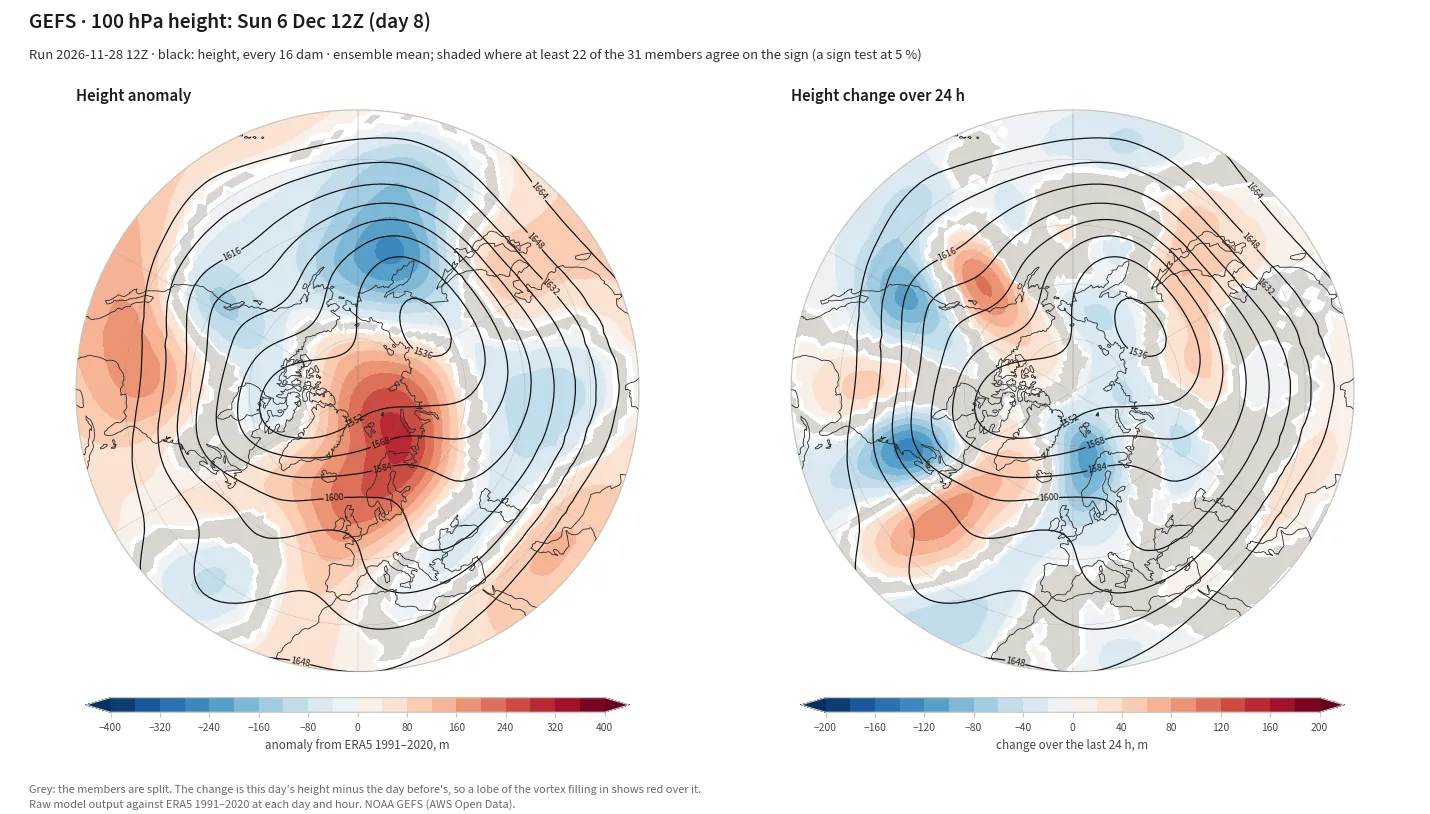 GEFS · 100 hPa height: Sun 6 Dec 12Z (day 8)
Run 2026-11-28 12Z · black: height, every 16 dam · ensemble mean; shaded where at least 22 of the 31 members agree on the sign (a sign test at 5 %)
Height anomaly
Height change over 24 h
1664
1648
1632
1616
1536
1552
1568
1584
1600
1648
1664
1648
1632
1616
1536
1552
1568
1584
1600
1648
−400 −320 −240 −160 −80 0 80 160 240 320 400
anomaly from ERA5 1991–2020, m
−200 −160 −120 −80 −40 0 40 80 120 160 200
change over the last 24 h, m
Grey: the members are split. The change is this day's height minus the day before's, so a lobe of the vortex filling in shows red over it.
Raw model output against ERA5 1991–2020 at each day and hour. NOAA GEFS (AWS Open Data).